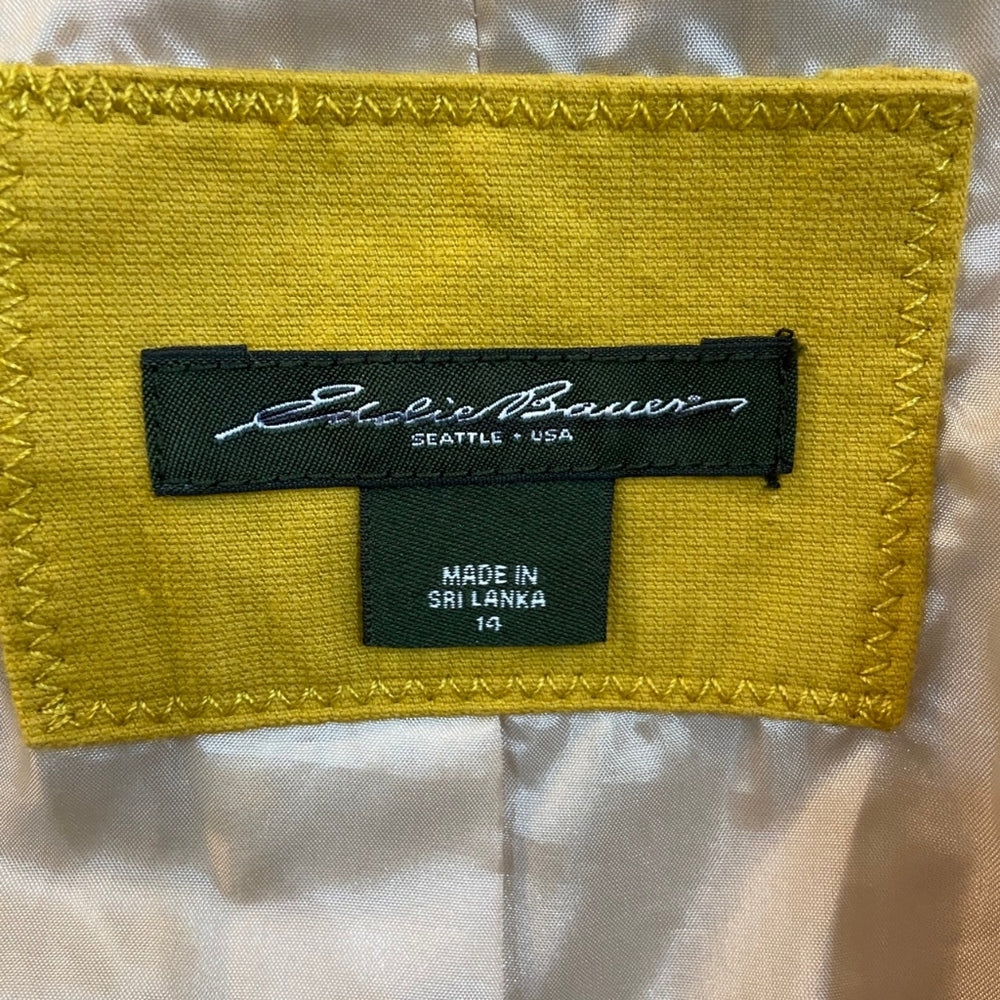 Eddie Bauer®
SEATTLE • USA
MADE IN
SRI LANKA
14